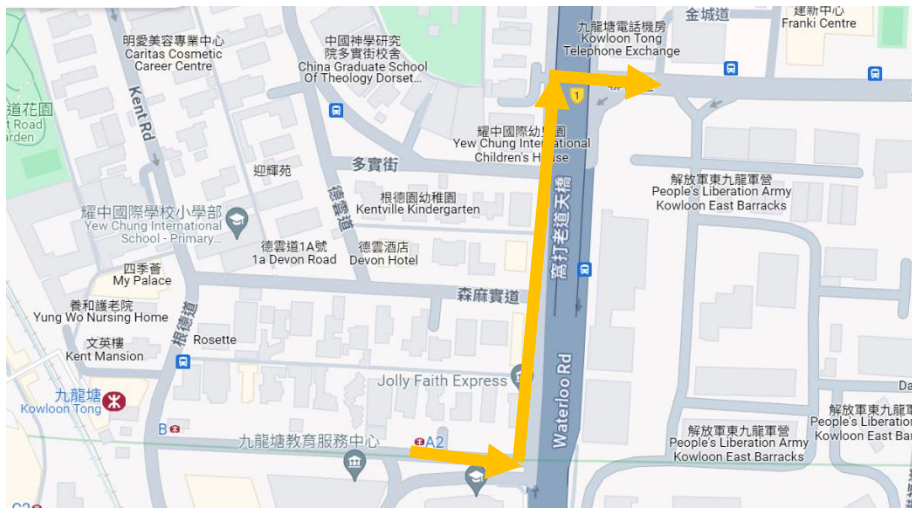 金城道
建新中心
Franki Centre
九龍塘電話機房
Kowloon Tong
Telephone Exchange
明愛美容專業中心
Caritas Cosmetic
Career Centre
中國神學研究
院多實街校舍
China Graduate School
Of Theology Dorset...
1
道花園
t Road
arden
Kent Rd
耀中國際幼兒園
Yew Chung International
Children's House
多實街
迎輝苑
德雲道
根德園幼稚園
Kentville Kindergarten
解放軍東九龍軍營
People's Liberation Army
Kowloon East Barracks
耀中國際學校小學部
Yew Chung International
School - Primary...
窩打老道天橋
德雲道1A號
1a Devon Road
德雲酒店
Devon Hotel
四季薈
My Palace
森麻實道
養和護老院
Yung Wo Nursing Home
根德道
文英樓
Kent Mansion
Rosette
Waterloo Rd
Jolly Faith Express
九龍塘
Kowloon Tong
Da
解放軍東九龍軍
People's Liberation
Kowloon East Bar
B
九龍塘教育服務中心
A2
解放軍東九龍軍營
People's Liberation Army
Kowloon East Barracks